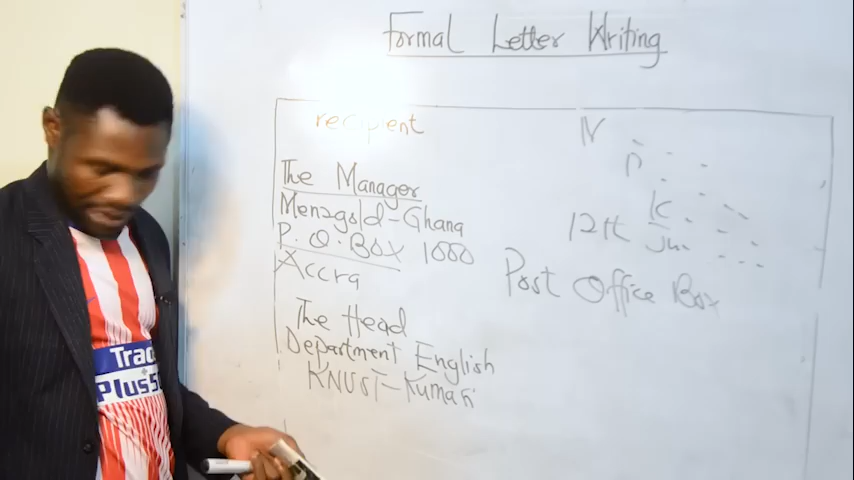 Formal Letter Writing
recipient
The Manager
Menzgold-Ghana
P.O.Box 1000
Accra
The Head
Department English
KNUST-Kumasi
12th
Post Office Box
Trade
PlusS